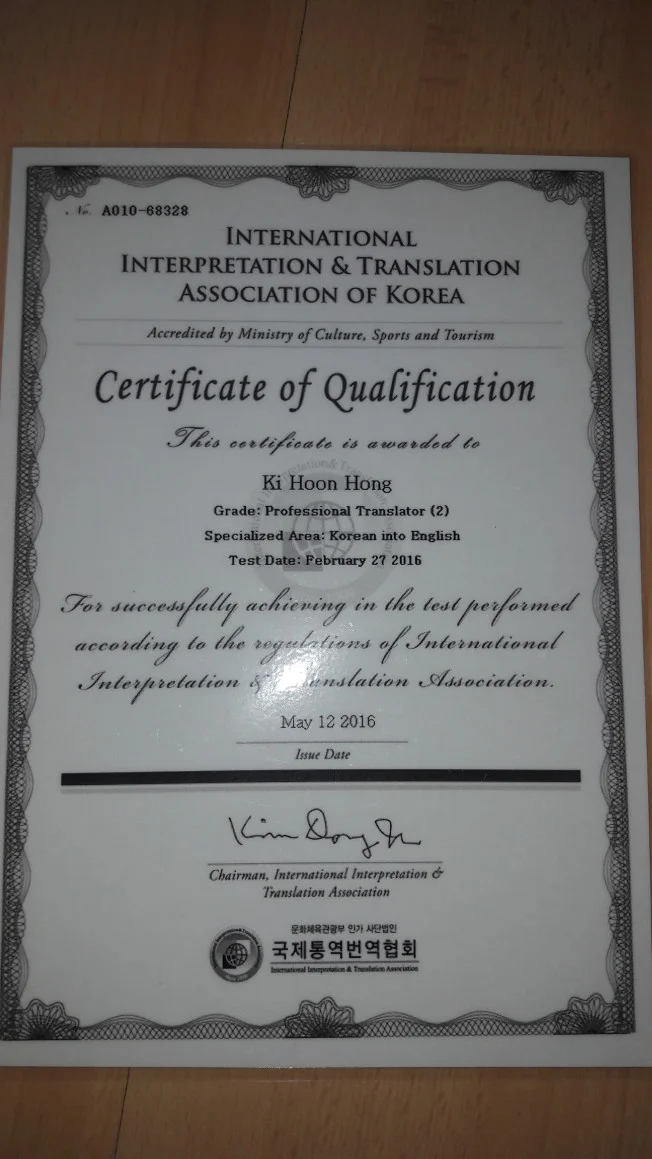 No. A010-68328
INTERNATIONAL
INTERPRETATION & TRANSLATION
ASSOCIATION OF KOREA
Accredited by Ministry of Culture, Sports and Tourism
Certificate of Qualification
This certificate is awarded to
Ki Hoon Hong
Grade: Professional Translator (2)
Specialized Area: Korean into English
Test Date: February 27 2016
For successfully achieving in the test performed
according to the regulations of International
Interpretation & Translation Association.
May 12 2016
Issue Date
Chairman, International Interpretation &
Translation Association
문화체육관광부 인가 사단법인
국제통역번역협회
International Interpretation & Translation Association